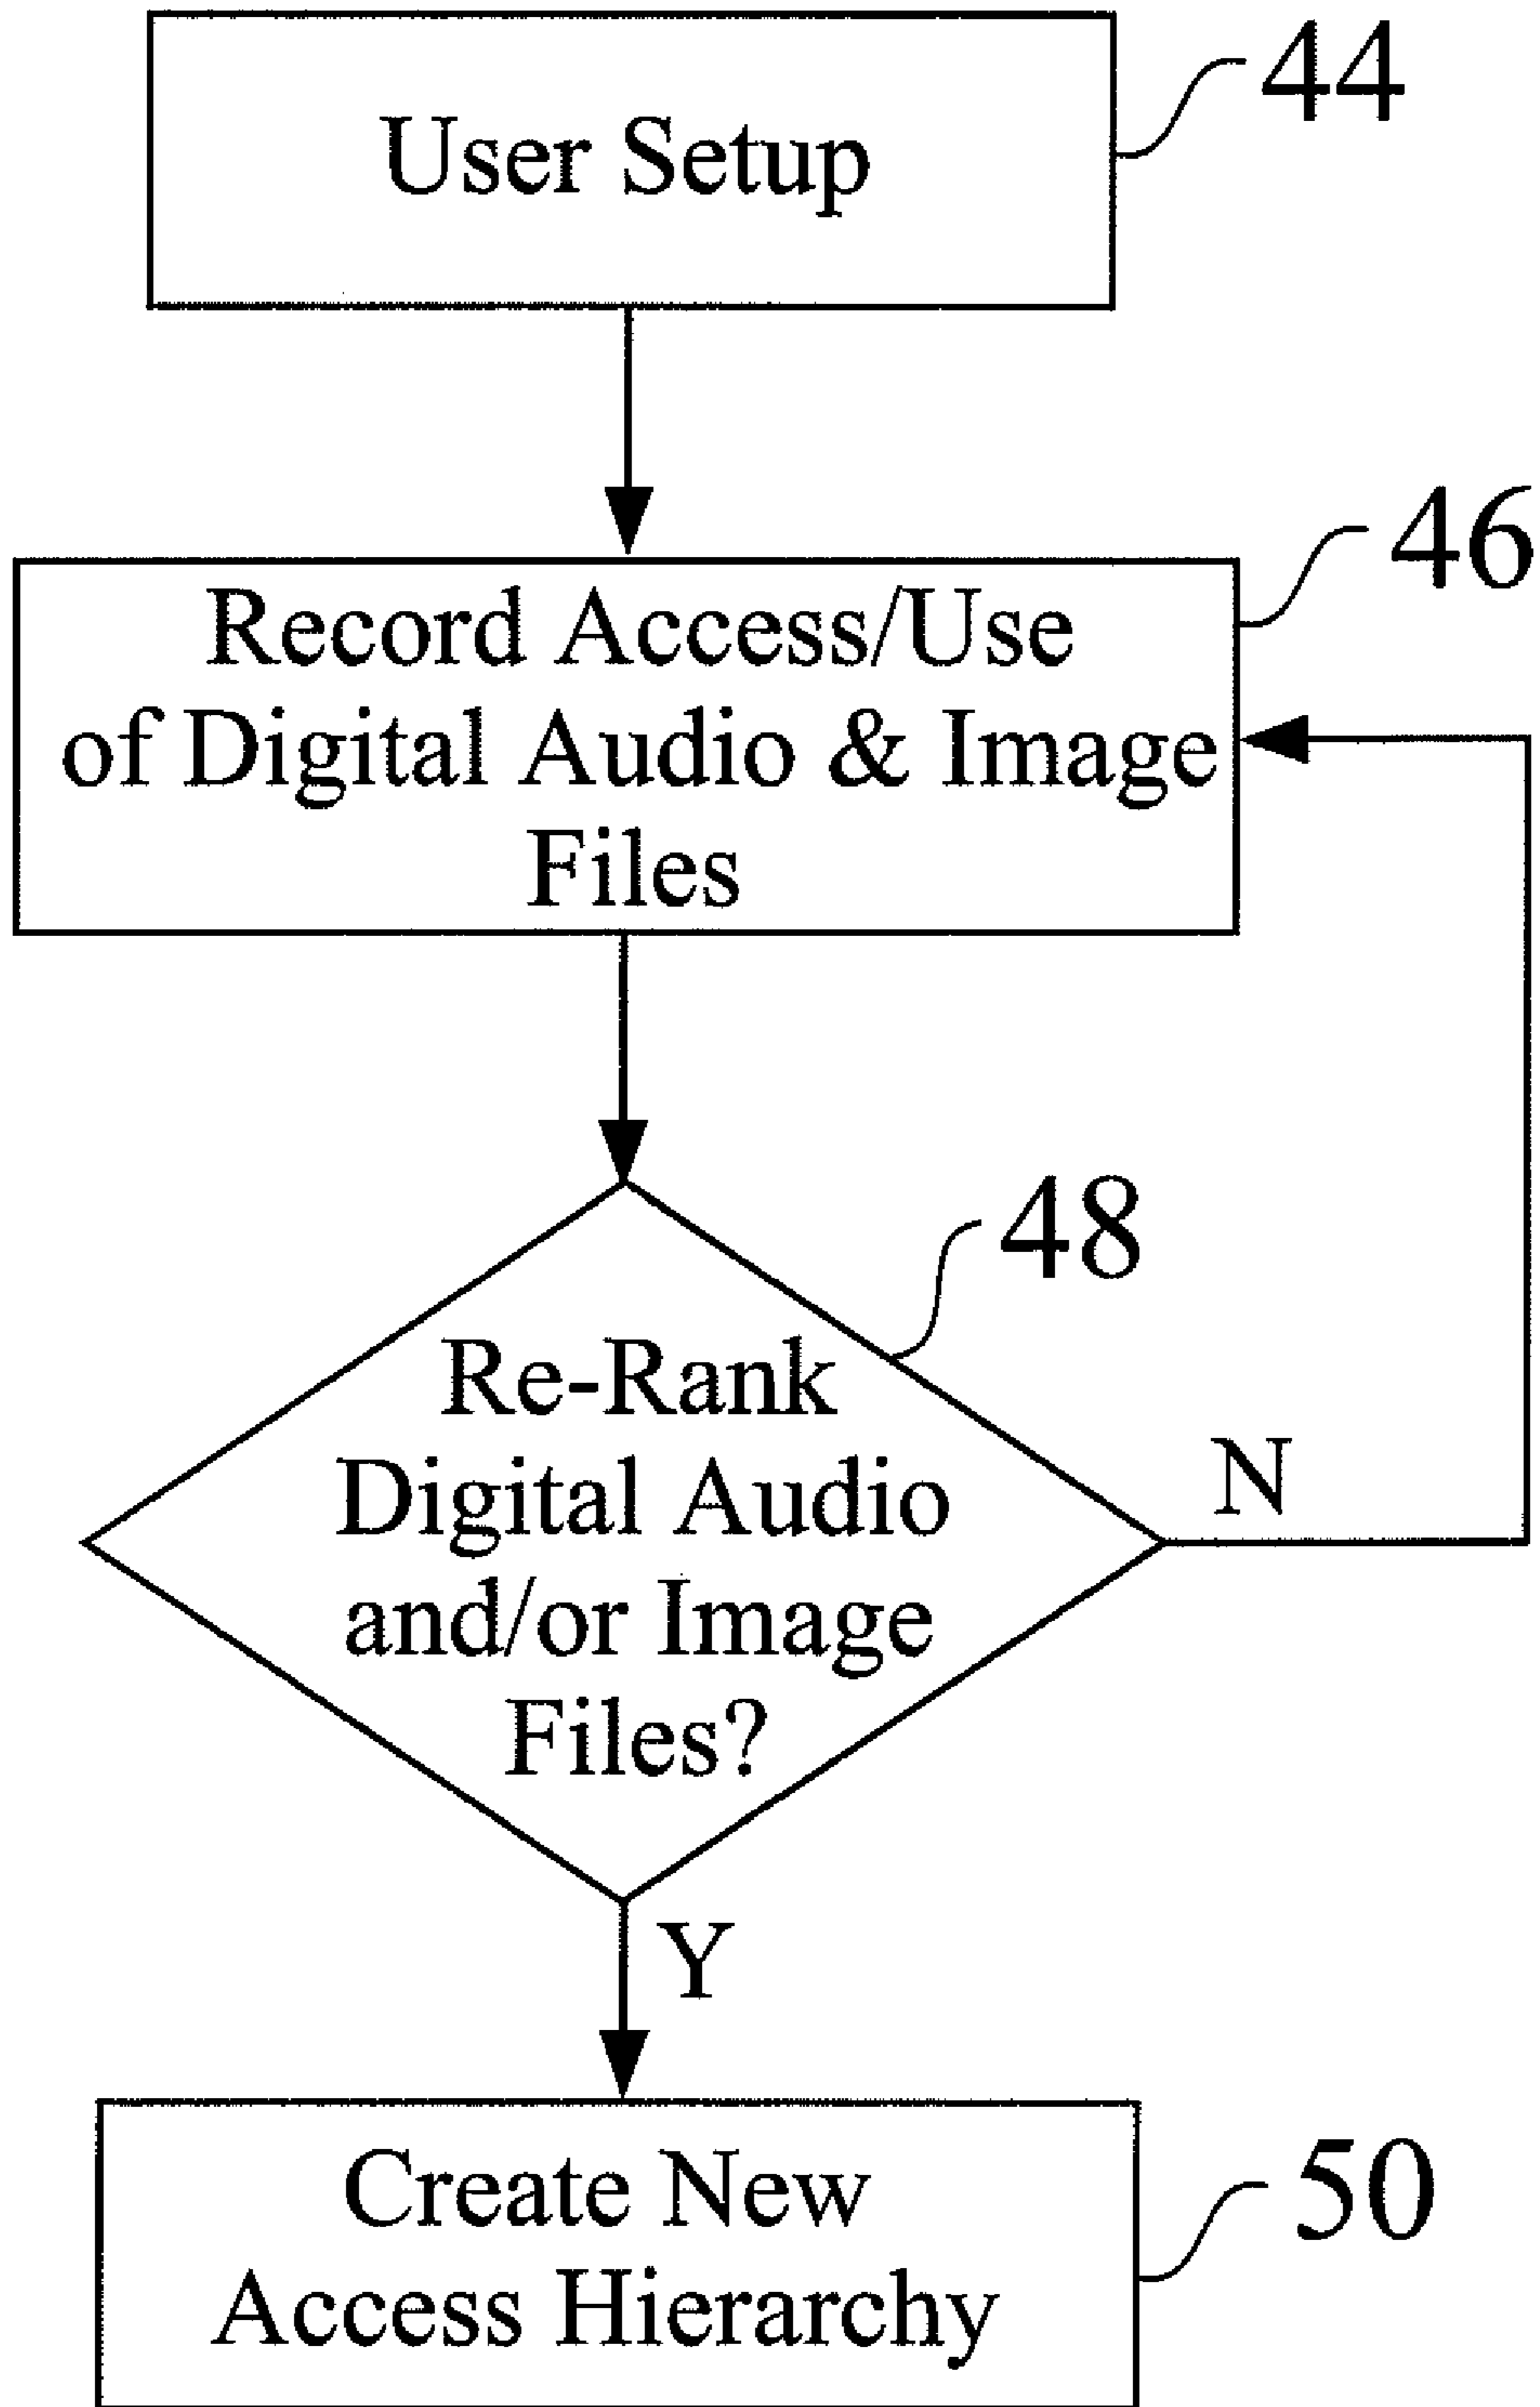 44
User Setup
46
Record Access/Use
of Digital Audio & Image
Files
48
Re-Rank
Digital Audio
and/or Image
Files?
N
Y
50
Create New
Access Hierarchy